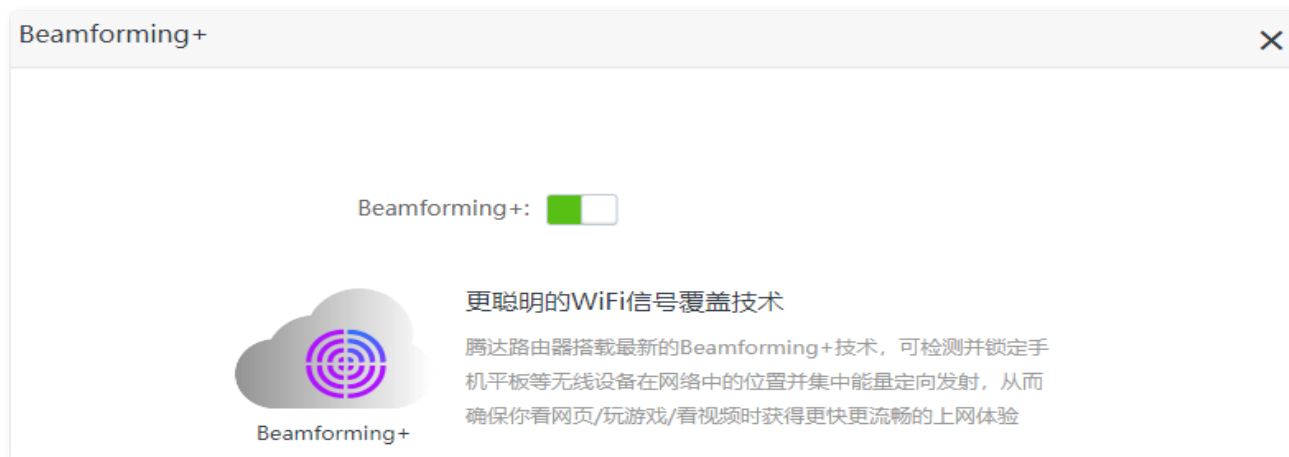 Beamforming+
Beamforming+:
更聪明的WiFi信号覆盖技术
腾达路由器搭载最新的Beamforming+技术，可检测并锁定手
机平板等无线设备在网络中的位置并集中能量定向发射，从而
确保你看网页/玩游戏/看视频时获得更快更流畅的上网体验
Beamforming+